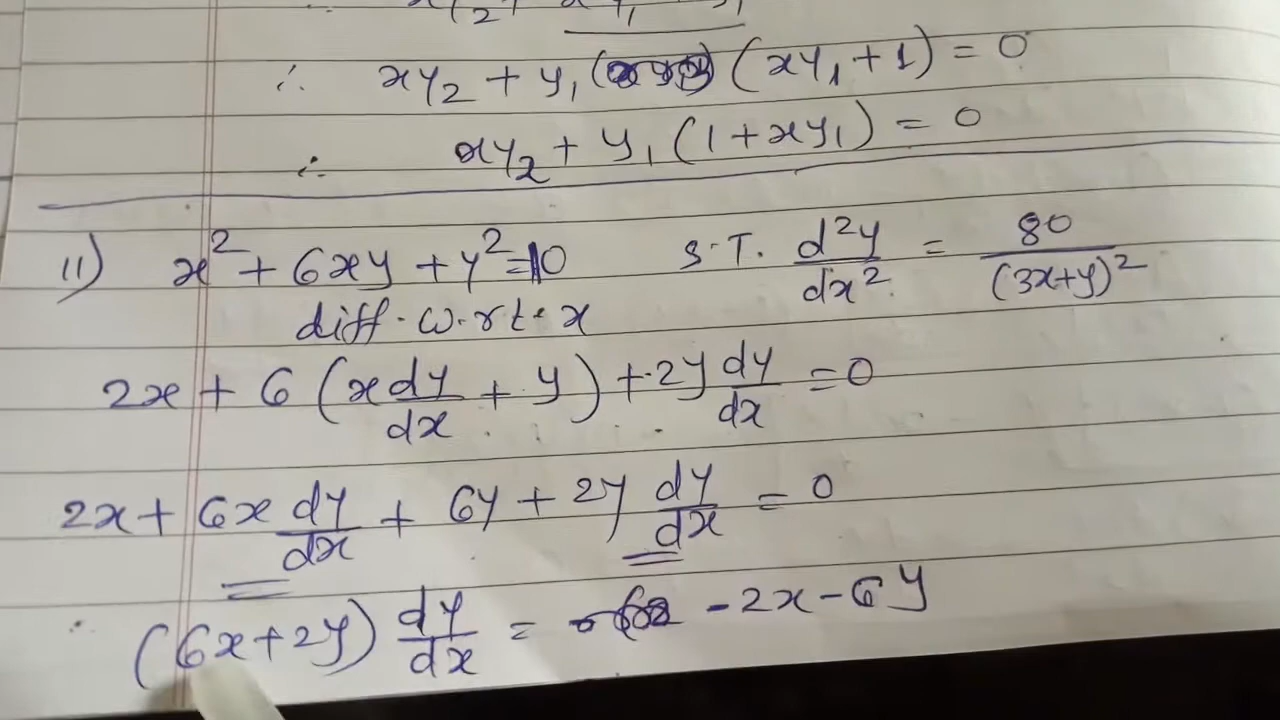 ∴ xy₂ + y₁ (xy₁ + 1) = 0
∴ xy₂ + y₁ (1 + xy₁) = 0
11) x² + 6xy + y² = 10 S.T. d²y/dx² = 80/(3x+y)²
diff. w.r.t. x
2x + 6 (x dy/dx + y) + 2y dy/dx = 0
2x + 6x dy/dx + 6y + 2y dy/dx = 0
∴ (6x + 2y) dy/dx = -2x - 6y